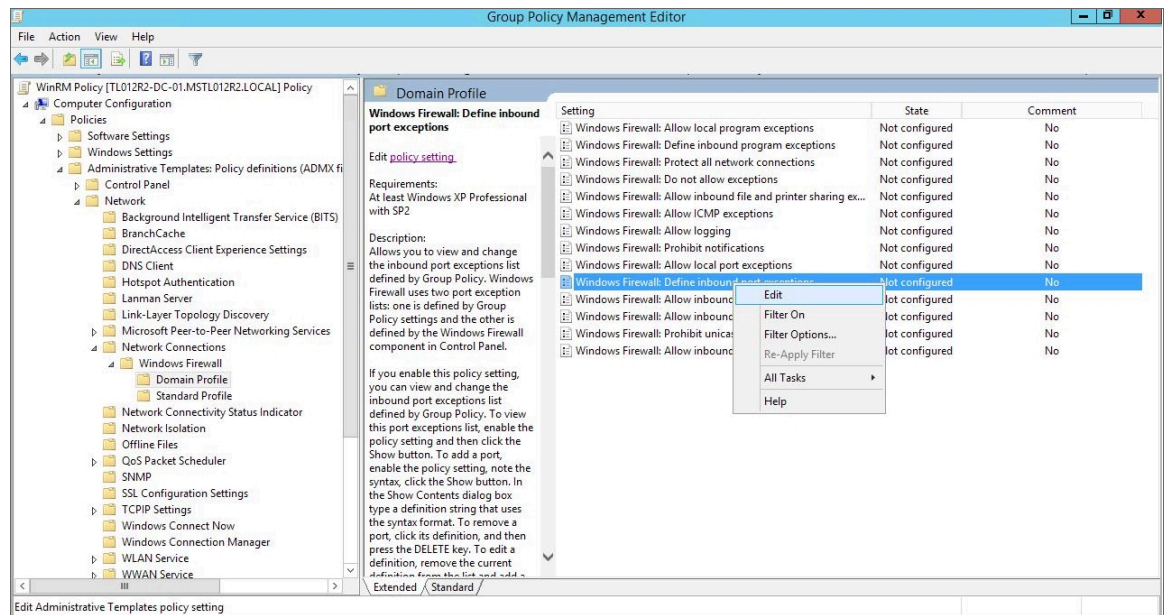 Group Policy Management Editor
File Action View Help
WinRM Policy [TL012R2-DC-01.MSTL012R2.LOCAL] Policy
Computer Configuration
Policies
Software Settings
Windows Settings
Administrative Templates: Policy definitions (ADMX fi
Control Panel
Network
Background Intelligent Transfer Service (BITS)
BranchCache
DirectAccess Client Experience Settings
DNS Client
Hotspot Authentication
Lanman Server
Link-Layer Topology Discovery
Microsoft Peer-to-Peer Networking Services
Network Connections
Windows Firewall
Domain Profile
Standard Profile
Network Connectivity Status Indicator
Network Isolation
Offline Files
QoS Packet Scheduler
SNMP
SSL Configuration Settings
TCPIP Settings
Windows Connect Now
Windows Connection Manager
WLAN Service
WWAN Service
Domain Profile
Windows Firewall: Define inbound
port exceptions
Edit policy setting
Requirements:
At least Windows XP Professional
with SP2
Description:
Allows you to view and change
the inbound port exceptions list
defined by Group Policy. Windows
Firewall uses two port exception
lists: one is defined by Group
Policy settings and the other is
defined by the Windows Firewall
component in Control Panel.
If you enable this policy setting,
you can view and change the
inbound port exceptions list
defined by Group Policy. To view
this port exceptions list, enable the
policy setting and then click the
Show button. To add a port,
enable the policy setting, note the
syntax, click the Show button. In
the Show Contents dialog box
type a definition string that uses
the syntax format. To remove a
port, click its definition, and then
press the DELETE key. To edit a
definition, remove the current
definition from the list and add a
Setting State Comment
Windows Firewall: Allow local program exceptions Not configured No
Windows Firewall: Define inbound program exceptions Not configured No
Windows Firewall: Protect all network connections Not configured No
Windows Firewall: Do not allow exceptions Not configured No
Windows Firewall: Allow inbound file and printer sharing ex... Not configured No
Windows Firewall: Allow ICMP exceptions Not configured No
Windows Firewall: Allow logging Not configured No
Windows Firewall: Prohibit notifications Not configured No
Windows Firewall: Allow local port exceptions Not configured No
Windows Firewall: Define inbound port exceptions Not configured No
Windows Firewall: Allow inbound Not configured No
Windows Firewall: Allow inbound Not configured No
Windows Firewall: Prohibit unicas Not configured No
Windows Firewall: Allow inbound Not configured No
Edit
Filter On
Filter Options...
Re-Apply Filter
All Tasks
Help
Extended Standard
Edit Administrative Templates policy setting